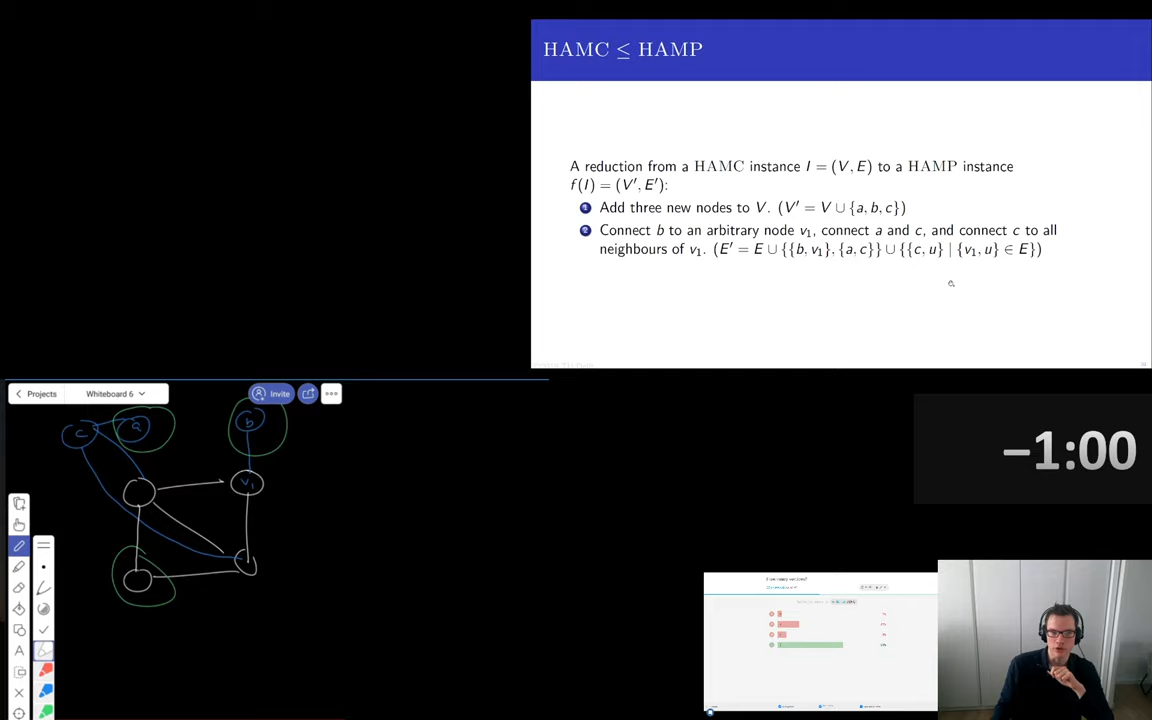 HAMC ≤ HAMP
A reduction from a HAMC instance I = (V, E) to a HAMP instance
f(I) = (V′, E′):
1 Add three new nodes to V. (V′ = V ∪ {a, b, c})
2 Connect b to an arbitrary node v₁, connect a and c, and connect c to all
neighbours of v₁. (E′ = E ∪ {{b, v₁}, {a, c}} ∪ {{c, u} | {v₁, u} ∈ E})
Projects
Whiteboard 6
Invite
c
a
b
v₁
A
−1:00